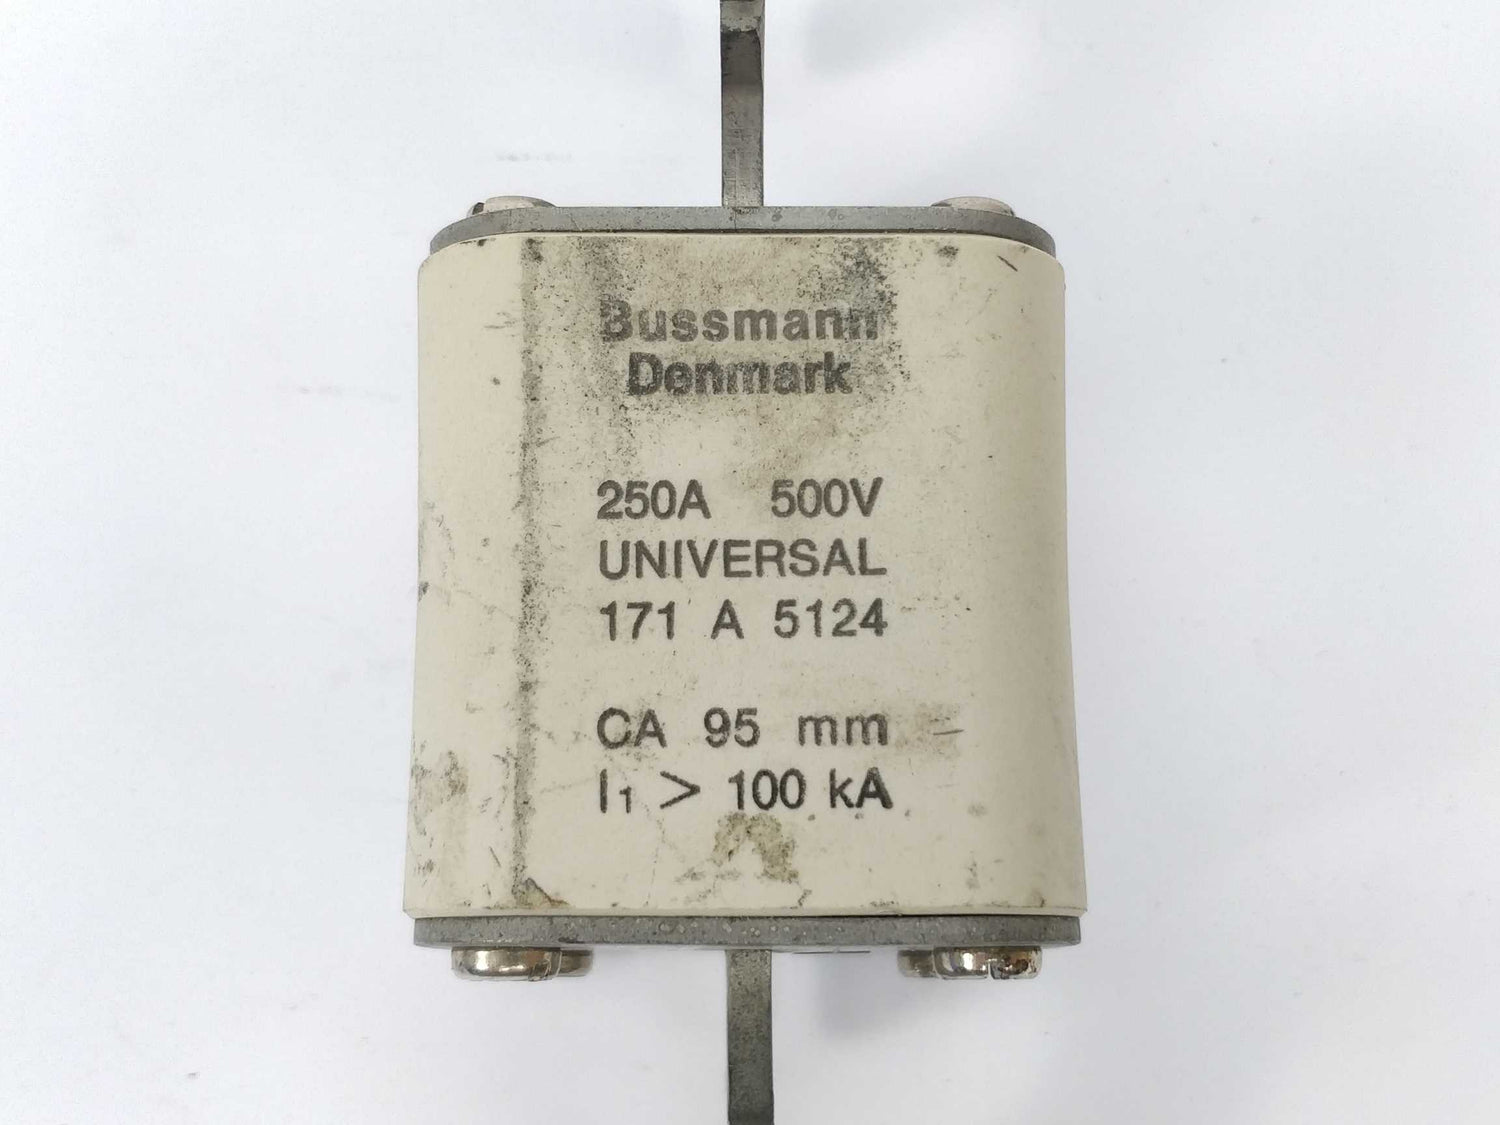 Bussmann
Denmark
250A 500V
UNIVERSAL
171 A 5124
CA 95 mm
I₁ > 100 kA